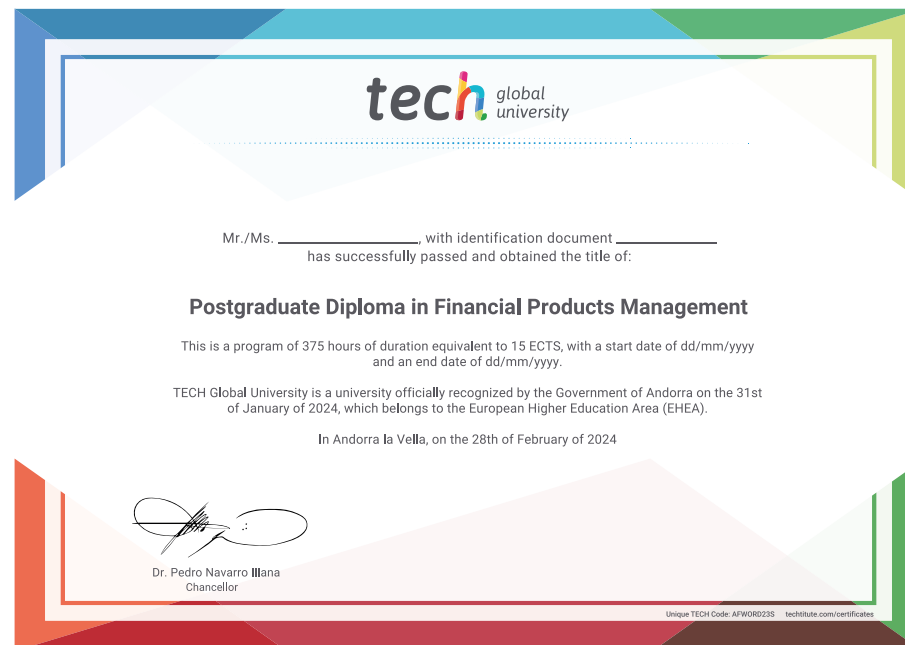 tech global university
Mr./Ms. ____________, with identification document ____________
has successfully passed and obtained the title of:
Postgraduate Diploma in Financial Products Management
This is a program of 375 hours of duration equivalent to 15 ECTS, with a start date of dd/mm/yyyy
and an end date of dd/mm/yyyy.
TECH Global University is a university officially recognized by the Government of Andorra on the 31st
of January of 2024, which belongs to the European Higher Education Area (EHEA).
In Andorra la Vella, on the 28th of February of 2024
Dr. Pedro Navarro Illana
Chancellor
Unique TECH Code: AFWORD23S techtitute.com/certificates